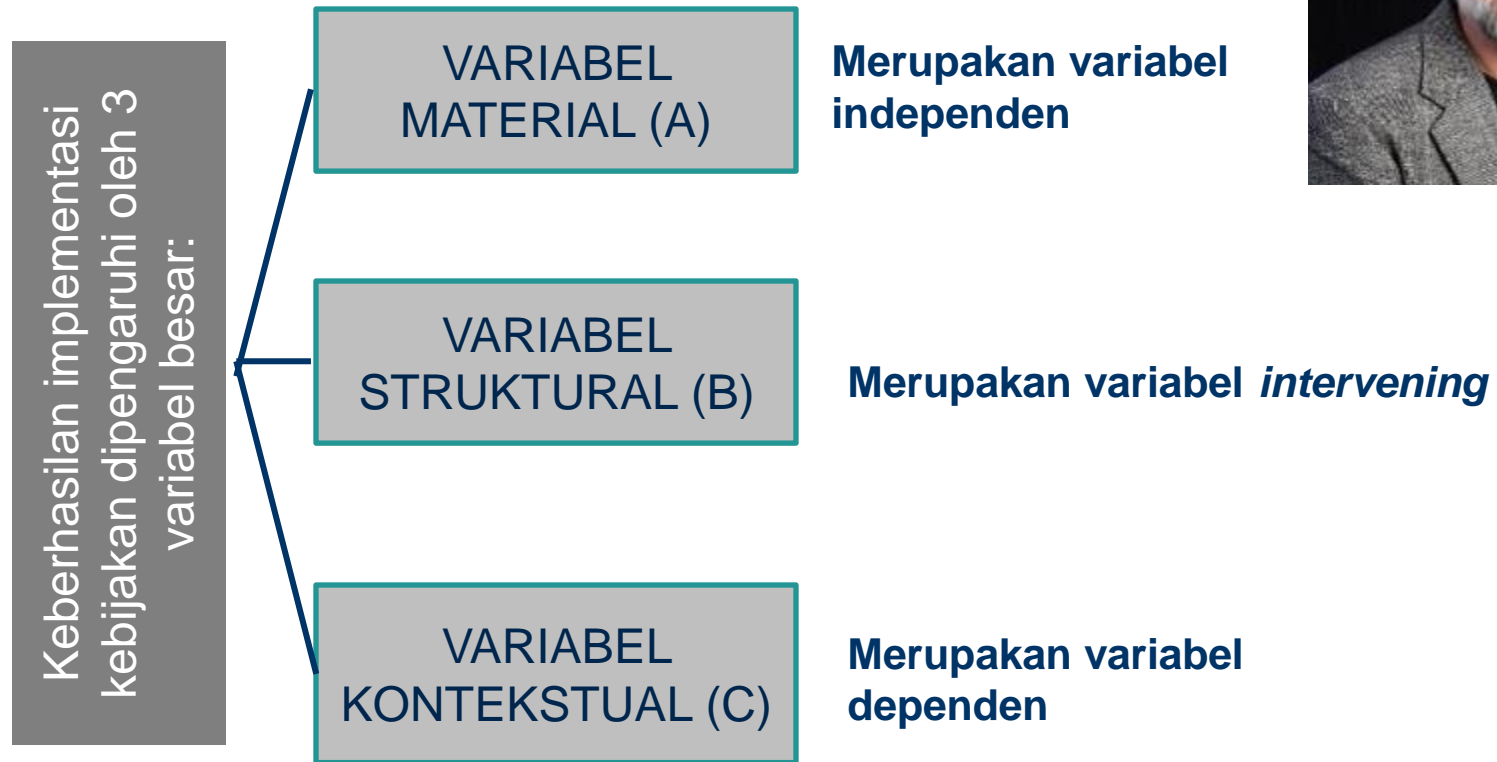 Keberhasilan implementasi
kebijakan dipengaruhi oleh 3
variabel besar:
VARIABEL
MATERIAL (A)
Merupakan variabel
independen
VARIABEL
STRUKTURAL (B)
Merupakan variabel intervening
VARIABEL
KONTEKSTUAL (C)
Merupakan variabel
dependen